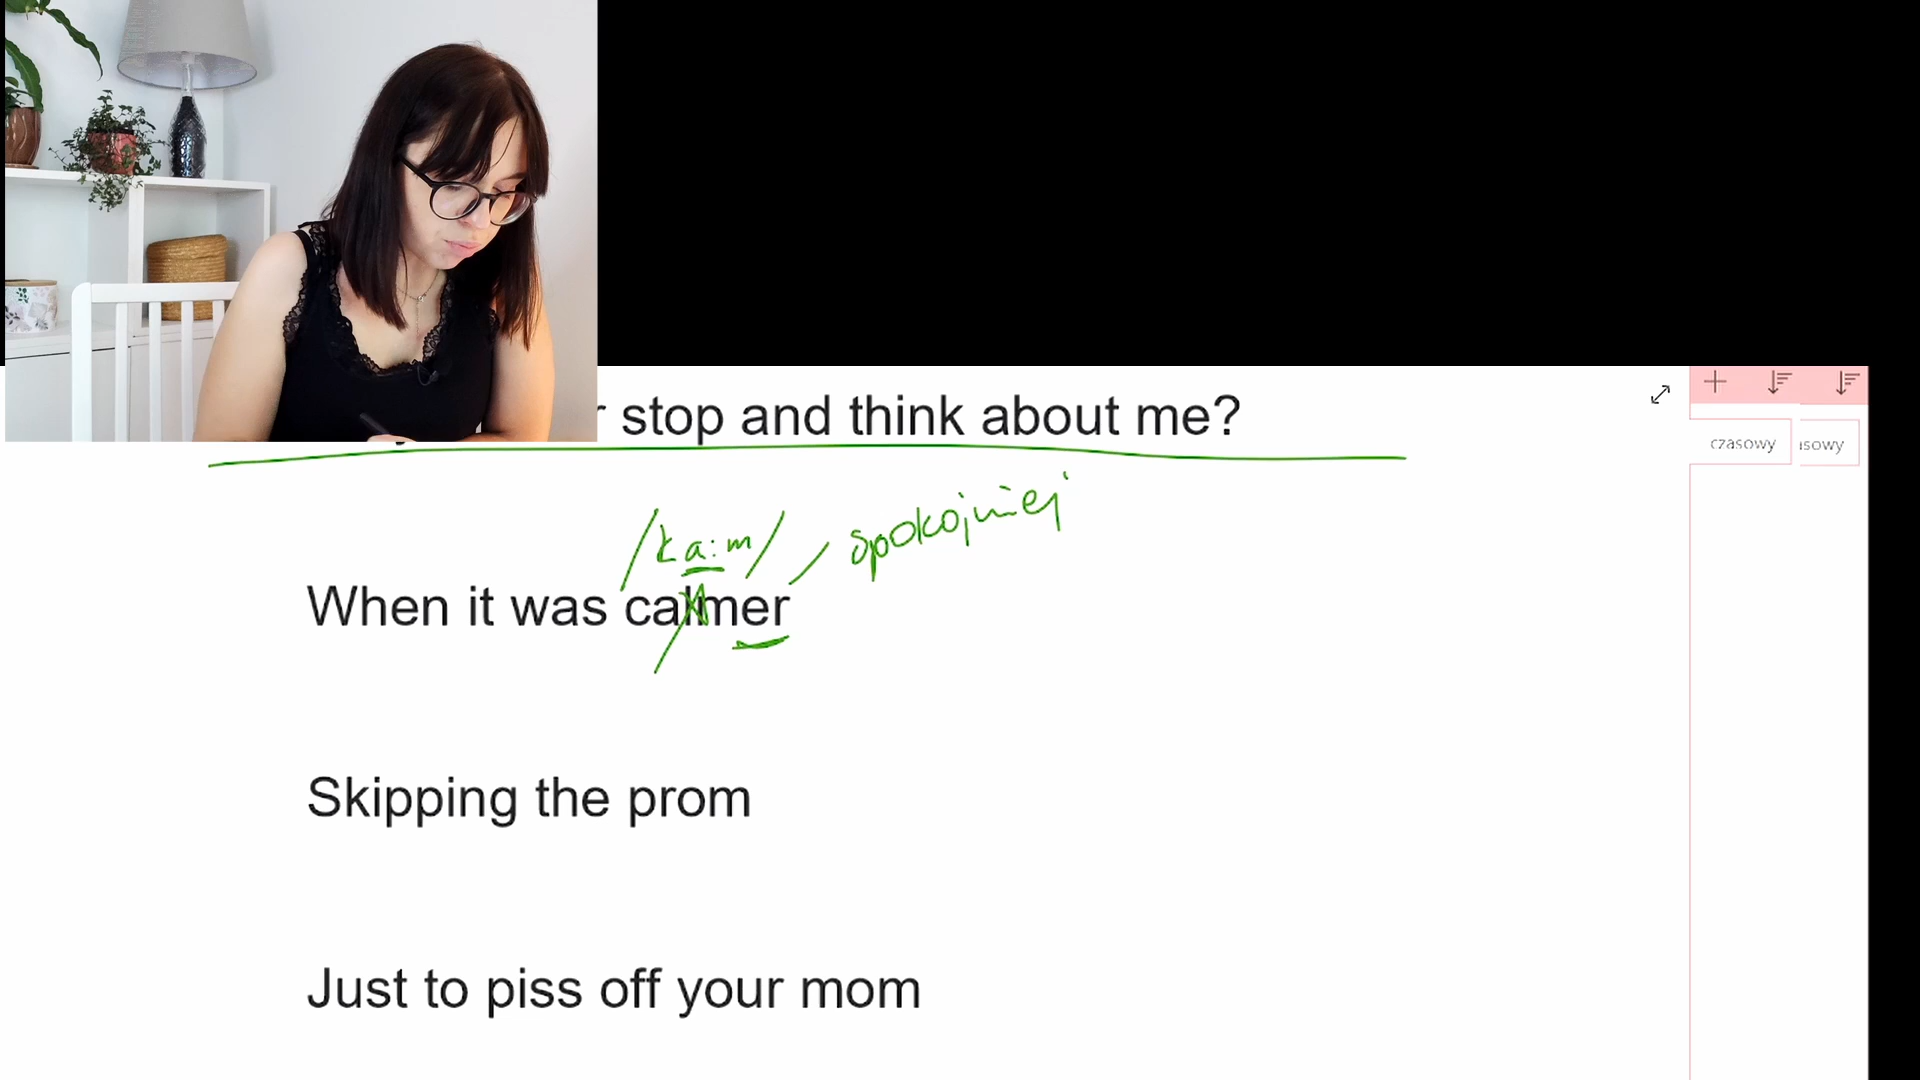 stop and think about me?
czasowy
asowy
/ka:m/ spokojniej
When it was calmer
Skipping the prom
Just to piss off your mom